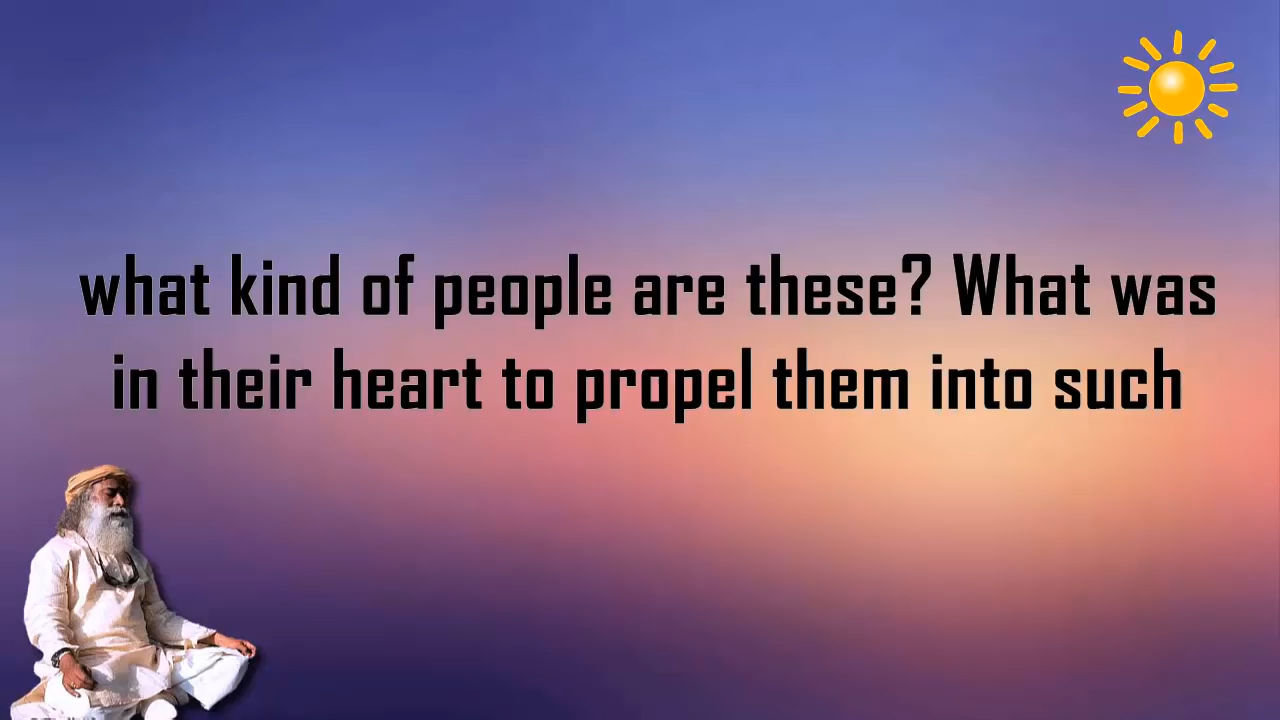 what kind of people are these? What was
in their heart to propel them into such